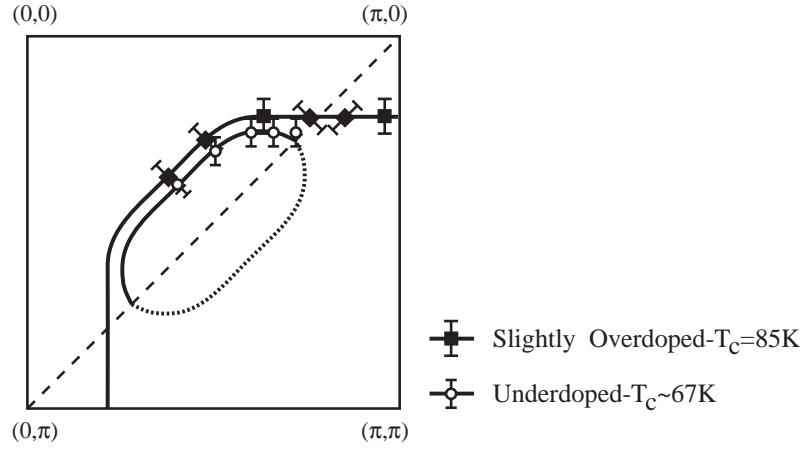 (0,0) (π,0)
(0,π) (π,π)
Slightly Overdoped-Tc=85K
Underdoped-Tc~67K